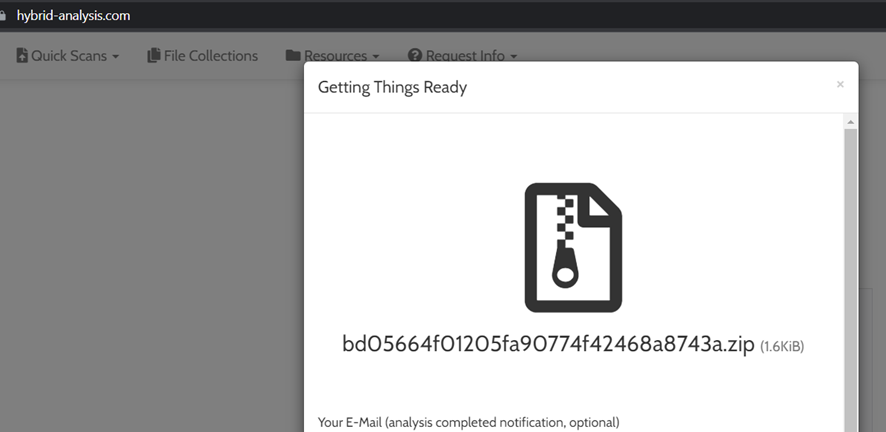 hybrid-analysis.com
Quick Scans File Collections Resources Request Info
Getting Things Ready ×
bd05664f01205fa90774f42468a8743a.zip (1.6KiB)
Your E-Mail (analysis completed notification, optional)